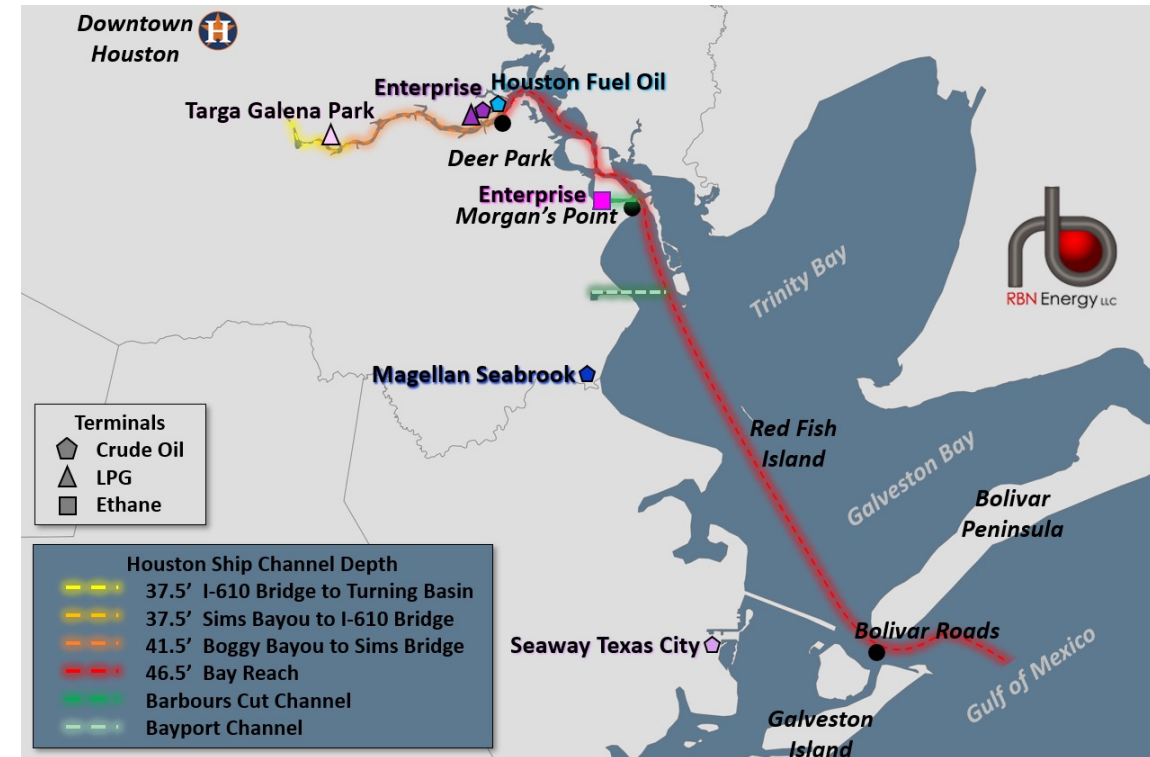 Downtown
Houston
H
Enterprise
Houston Fuel Oil
Targa Galena Park
Deer Park
Enterprise
Morgan's Point
Trinity Bay
rb
RBN Energy LLC
Magellan Seabrook
Terminals
Crude Oil
LPG
Ethane
Red Fish
Island
Galveston Bay
Bolivar
Peninsula
Houston Ship Channel Depth
37.5' I-610 Bridge to Turning Basin
37.5' Sims Bayou to I-610 Bridge
41.5' Boggy Bayou to Sims Bridge
46.5' Bay Reach
Barbours Cut Channel
Bayport Channel
Seaway Texas City
Bolivar Roads
Gulf of Mexico
Galveston
Island